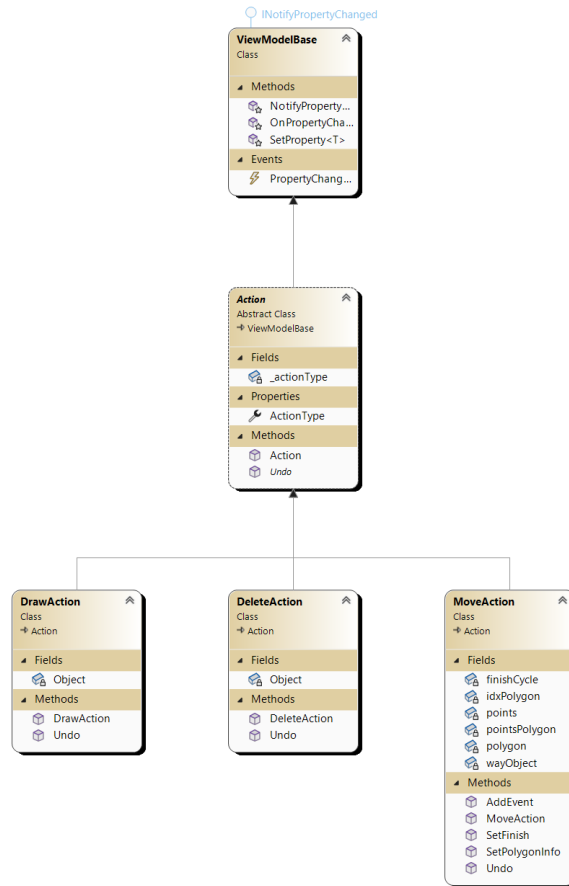 INotifyPropertyChanged
ViewModelBase
Class
Methods
NotifyProperty...
OnPropertyCha...
SetProperty<T>
Events
PropertyChang...
Action
Abstract Class
ViewModelBase
Fields
_actionType
Properties
ActionType
Methods
Action
Undo
DrawAction
Class
Action
Fields
Object
Methods
DrawAction
Undo
DeleteAction
Class
Action
Fields
Object
Methods
DeleteAction
Undo
MoveAction
Class
Action
Fields
finishCycle
idxPolygon
points
pointsPolygon
polygon
wayObject
Methods
AddEvent
MoveAction
SetFinish
SetPolygonInfo
Undo